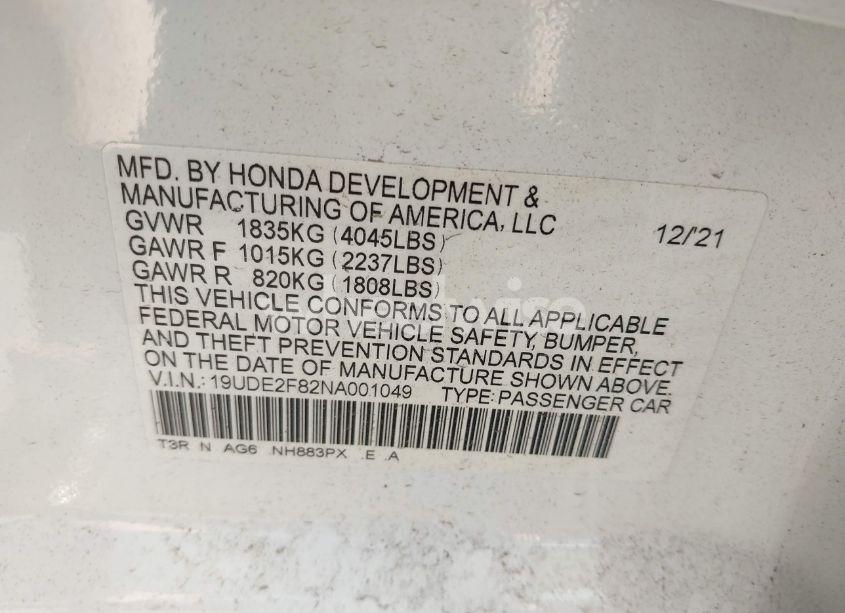 MFD. BY HONDA DEVELOPMENT &
MANUFACTURING OF AMERICA, LLC
GVWR 1835KG (4045LBS) 12/'21
GAWR F 1015KG (2237LBS)
GAWR R 820KG (1808LBS)
THIS VEHICLE CONFORMS TO ALL APPLICABLE
FEDERAL MOTOR VEHICLE SAFETY, BUMPER,
AND THEFT PREVENTION STANDARDS IN EFFECT
ON THE DATE OF MANUFACTURE SHOWN ABOVE.
V.I.N.: 19UDE2F82NA001049 TYPE: PASSENGER CAR
T3R N AG6 NH883PX E A